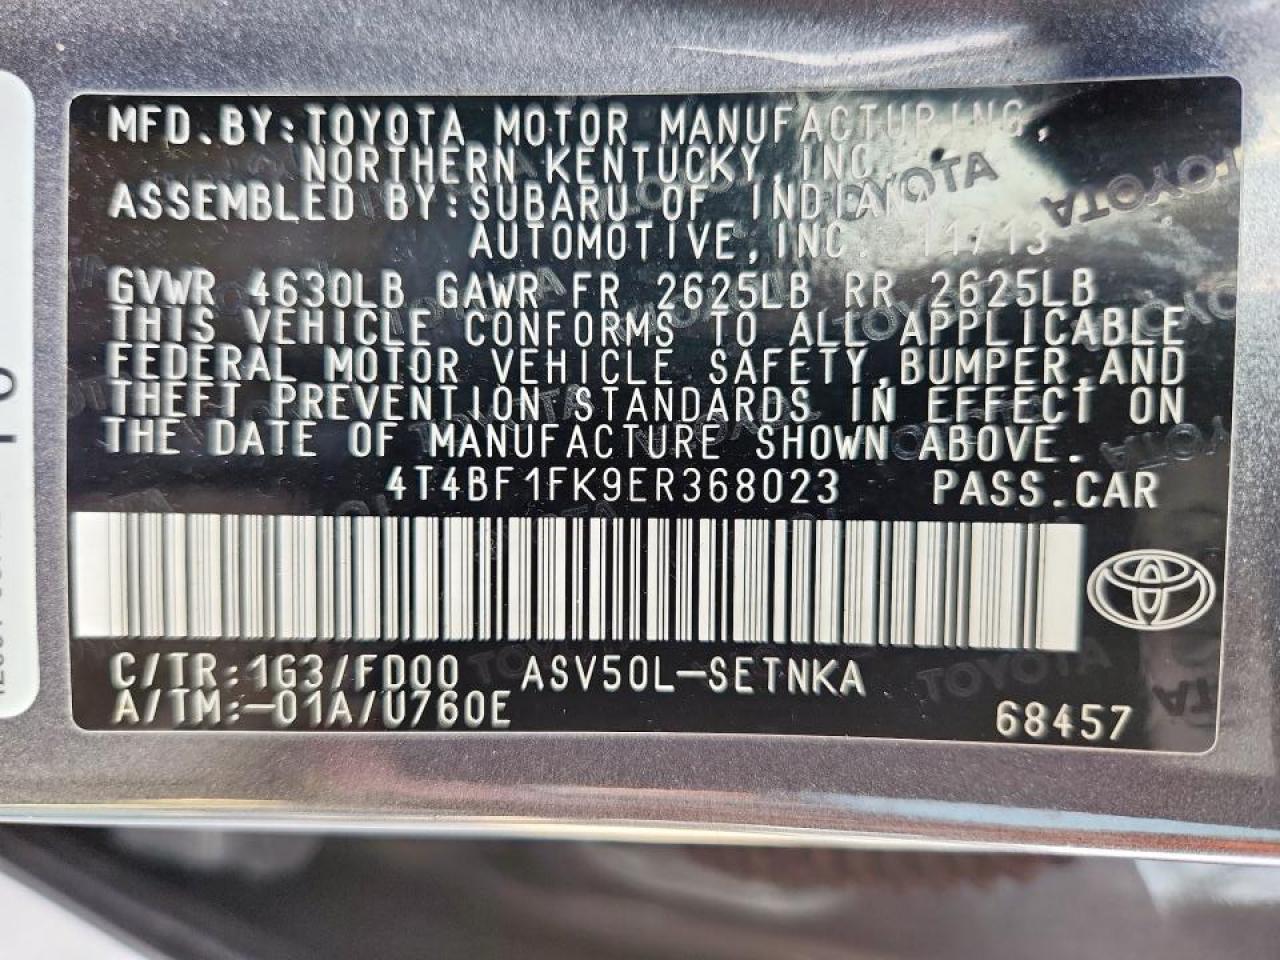 MFD.BY:TOYOTA MOTOR MANUFACTURING,
NORTHERN KENTUCKY, INC.
ASSEMBLED BY:SUBARU OF INDIANA
AUTOMOTIVE,INC. 11/13
GVWR 4630LB GAWR FR 2625LB RR 2625LB
THIS VEHICLE CONFORMS TO ALL APPLICABLE
FEDERAL MOTOR VEHICLE SAFETY,BUMPER,AND
THEFT PREVENTION STANDARDS IN EFFECT ON
THE DATE OF MANUFACTURE SHOWN ABOVE.
4T4BF1FK9ER368023 PASS.CAR
C/TR:1G3/FD00 ASV50L-SETNKA
A/TM:-01A/U760E
68457